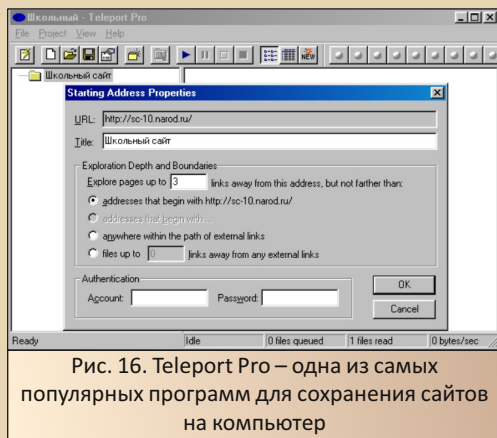 Школьный - Teleport Pro
File Project View Help
NEW
Школьный сайт
Starting Address Properties
URL: http://sc-10.narod.ru/
Title: Школьный сайт
Exploration Depth and Boundaries
Explore pages up to 3 links away from this address, but not farther than:
addresses that begin with http://sc-10.narod.ru/
addresses that begin with ...
anywhere within the path of external links
files up to 0 links away from any external links
Authentication
Account: Password:
OK
Cancel
Ready Idle 0 files queued 1 files read 0 bytes/sec
Рис. 16. Teleport Pro – одна из самых
популярных программ для сохранения сайтов
на компьютер